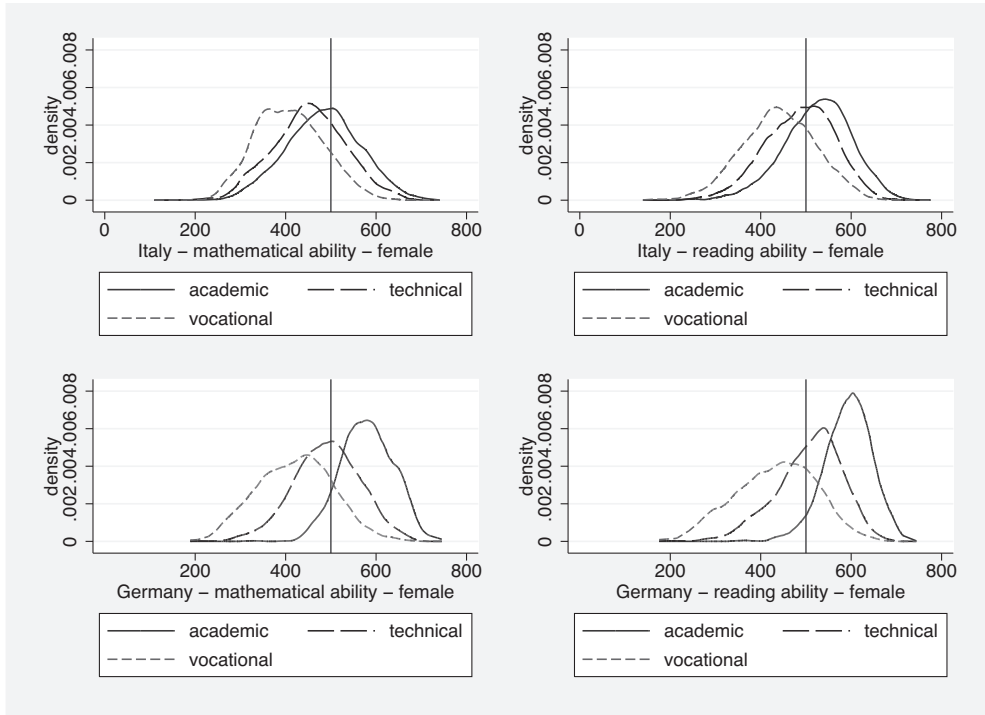 density
0 .002.004.006.008
0 200 400 600 800
Italy − mathematical ability − female
academic technical
vocational
density
0 .002.004.006.008
0 200 400 600 800
Italy − reading ability − female
academic technical
vocational
density
0 .002.004.006.008
200 400 600 800
Germany − mathematical ability − female
academic technical
vocational
density
0 .002.004.006.008
200 400 600 800
Germany − reading ability − female
academic technical
vocational